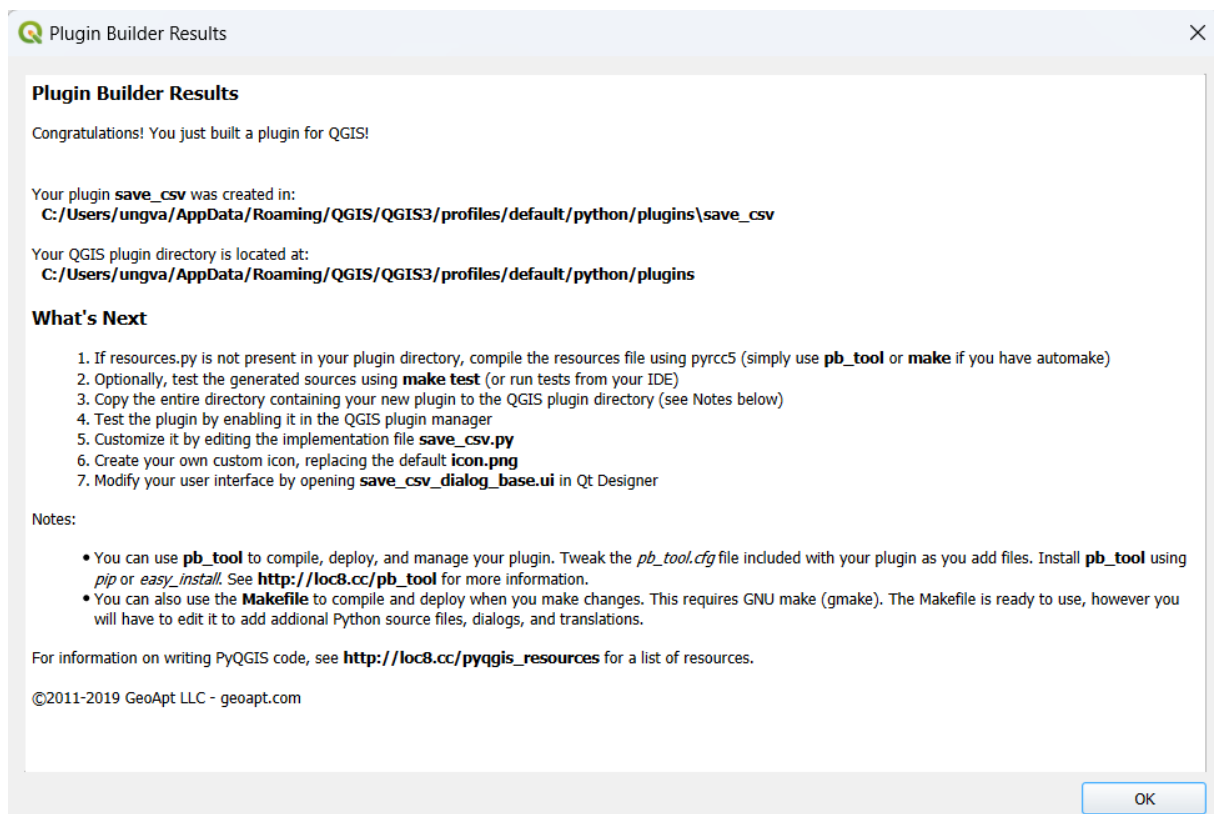 Plugin Builder Results
Plugin Builder Results
Congratulations! You just built a plugin for QGIS!
Your plugin save_csv was created in:
C:/Users/ungva/AppData/Roaming/QGIS/QGIS3/profiles/default/python/plugins\save_csv
Your QGIS plugin directory is located at:
C:/Users/ungva/AppData/Roaming/QGIS/QGIS3/profiles/default/python/plugins
What's Next
1. If resources.py is not present in your plugin directory, compile the resources file using pyrcc5 (simply use pb_tool or make if you have automake)
2. Optionally, test the generated sources using make test (or run tests from your IDE)
3. Copy the entire directory containing your new plugin to the QGIS plugin directory (see Notes below)
4. Test the plugin by enabling it in the QGIS plugin manager
5. Customize it by editing the implementation file save_csv.py
6. Create your own custom icon, replacing the default icon.png
7. Modify your user interface by opening save_csv_dialog_base.ui in Qt Designer
Notes:
• You can use pb_tool to compile, deploy, and manage your plugin. Tweak the pb_tool.cfg file included with your plugin as you add files. Install pb_tool using
pip or easy_install. See http://loc8.cc/pb_tool for more information.
• You can also use the Makefile to compile and deploy when you make changes. This requires GNU make (gmake). The Makefile is ready to use, however you
will have to edit it to add addional Python source files, dialogs, and translations.
For information on writing PyQGIS code, see http://loc8.cc/pyqgis_resources for a list of resources.
©2011-2019 GeoApt LLC - geoapt.com
OK